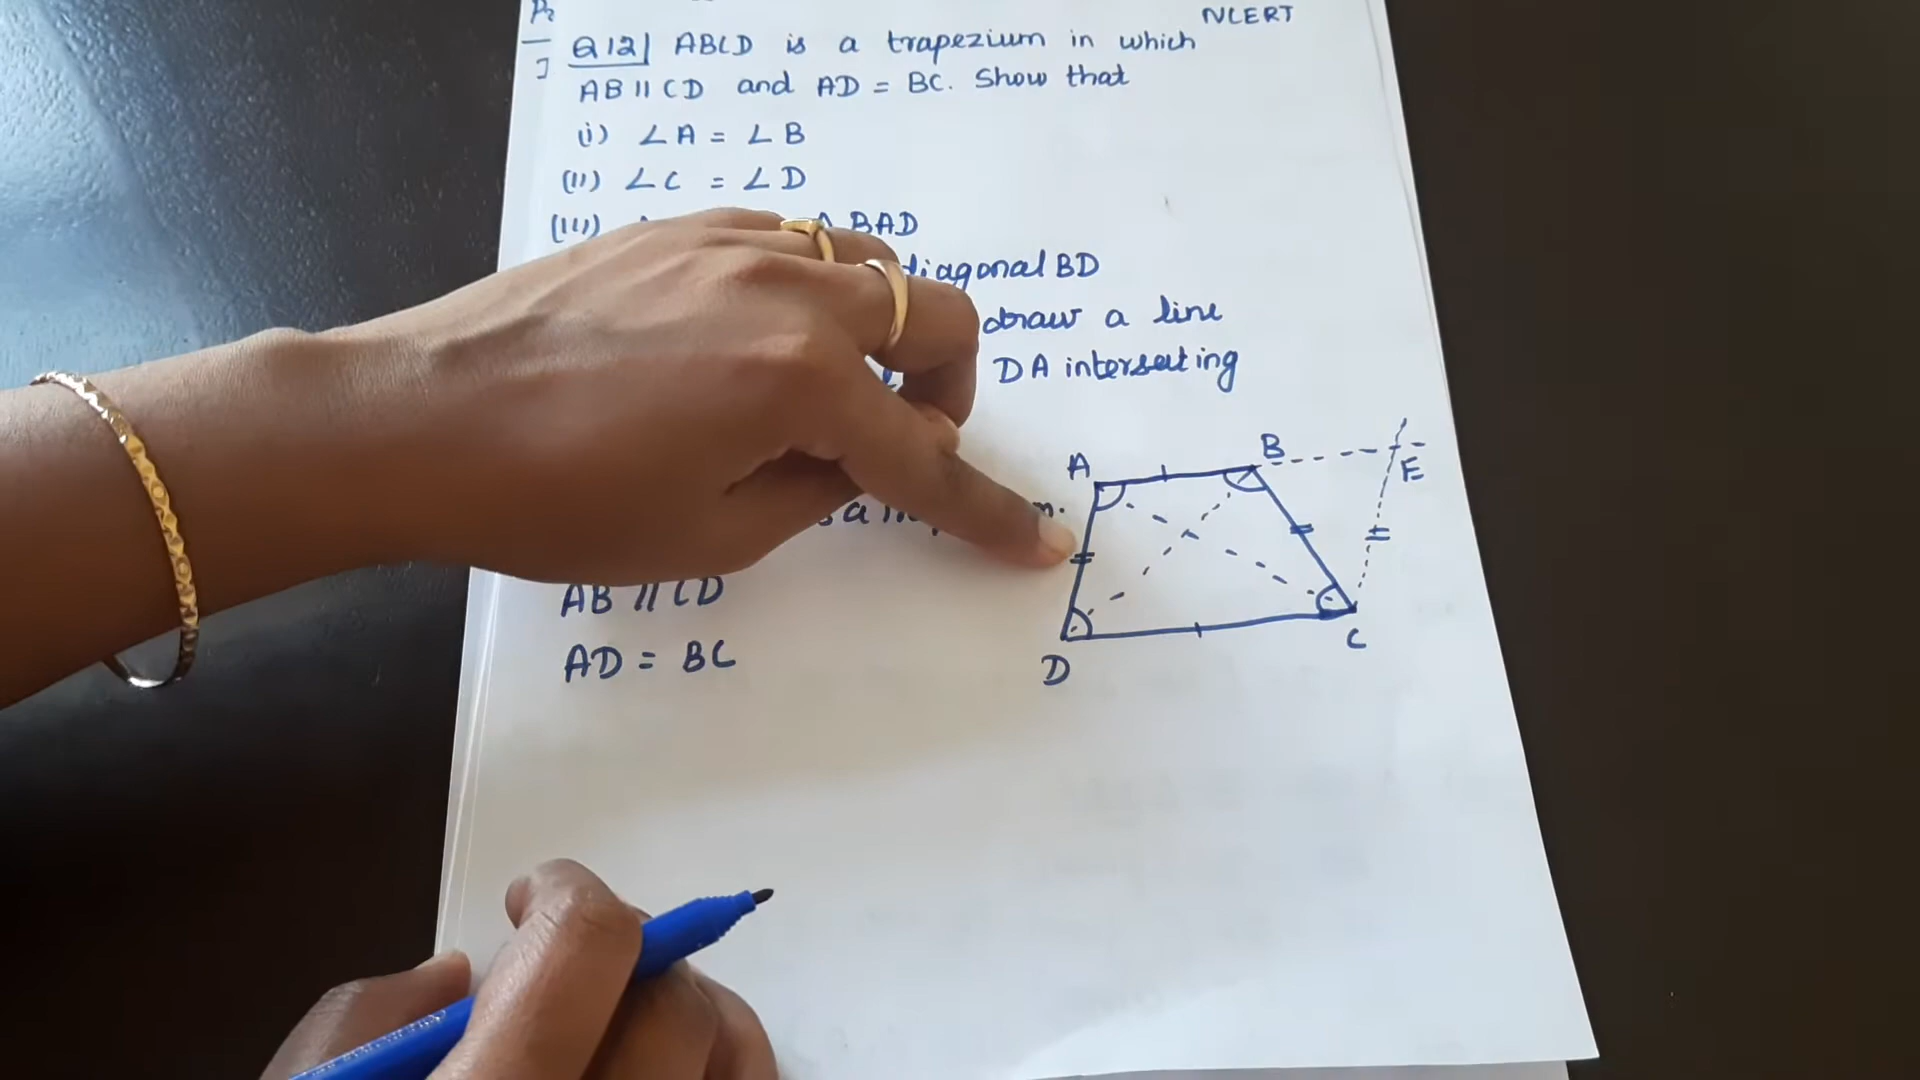 NCERT
Q12| ABCD is a trapezium in which
AB || CD and AD = BC. Show that
(i) ∠A = ∠B
(ii) ∠C = ∠D
(iii) BAD
diagonal BD
draw a line
DA intersecting
A
B
E
AB || CD
AD = BC
C
D